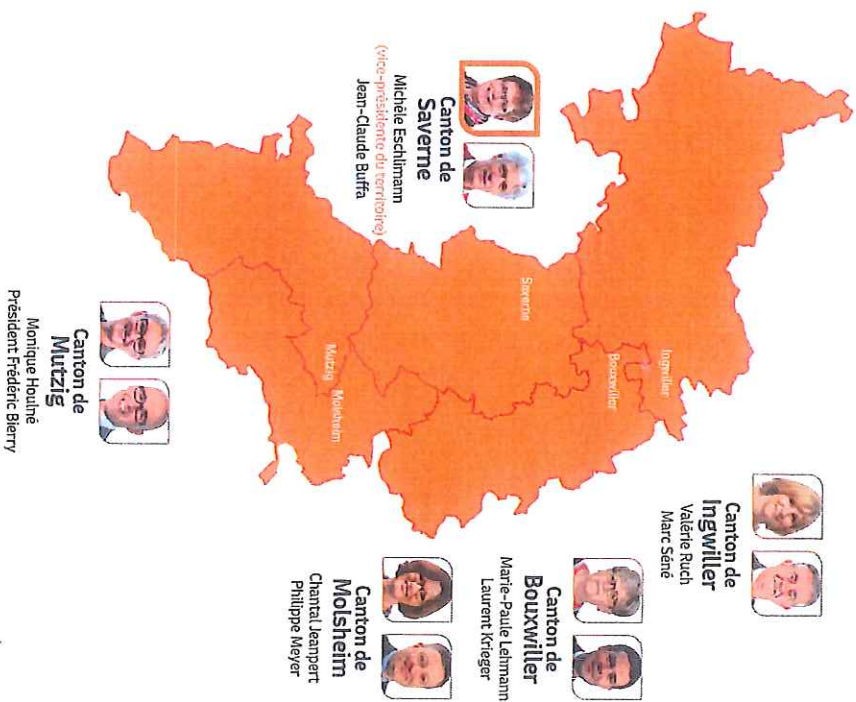 Canton de
Saverne
Michèle Eschlimann
(vice-présidente du territoire)
Jean-Claude Buffa
Canton de
Ingwiller
Valérie Ruch
Marc Séné
Canton de
Bouxwiller
Marie-Paule Lehmann
Laurent Krieger
Canton de
Molsheim
Chantal Jeanpert
Philippe Meyer
Canton de
Mutzig
Monique Houlné
Président Frédéric Bierry
Ingwiller
Bouxwiller
Saverne
Mutzig
Molsheim